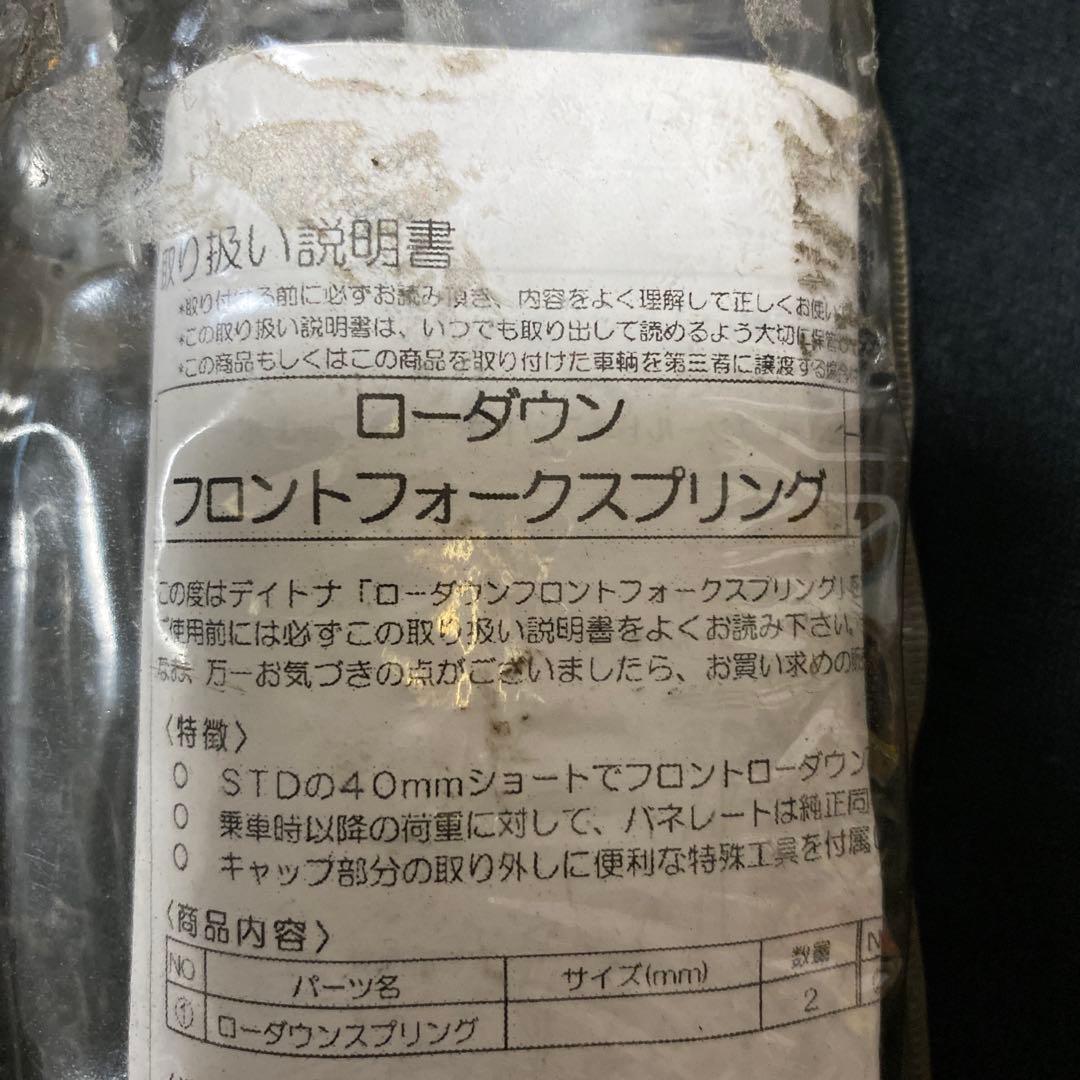 取り扱い説明書
*取り付ける前に必ずお読み頂き、内容をよく理解して正しくお使い
*この取り扱い説明書は、いつでも取り出して読めるよう大切に保管
*この商品もしくはこの商品を取り付けた車輌を第三者に譲渡する場合
ローダウン
フロントフォークスプリング
この度はデイトナ「ローダウンフロントフォークスプリング」を
ご使用前には必ずこの取り扱い説明書をよくお読み下さい。
なお 万一お気づきの点がございましたら、お買い求めの販
〈特徴〉
○ STDの40mmショートでフロントローダウン
○ 乗車時以降の荷重に対して、バネレートは純正同
○ キャップ部分の取り外しに便利な特殊工具を付属
〈商品内容〉
NO パーツ名 サイズ(mm) 数量 N
① ローダウンスプリング 2